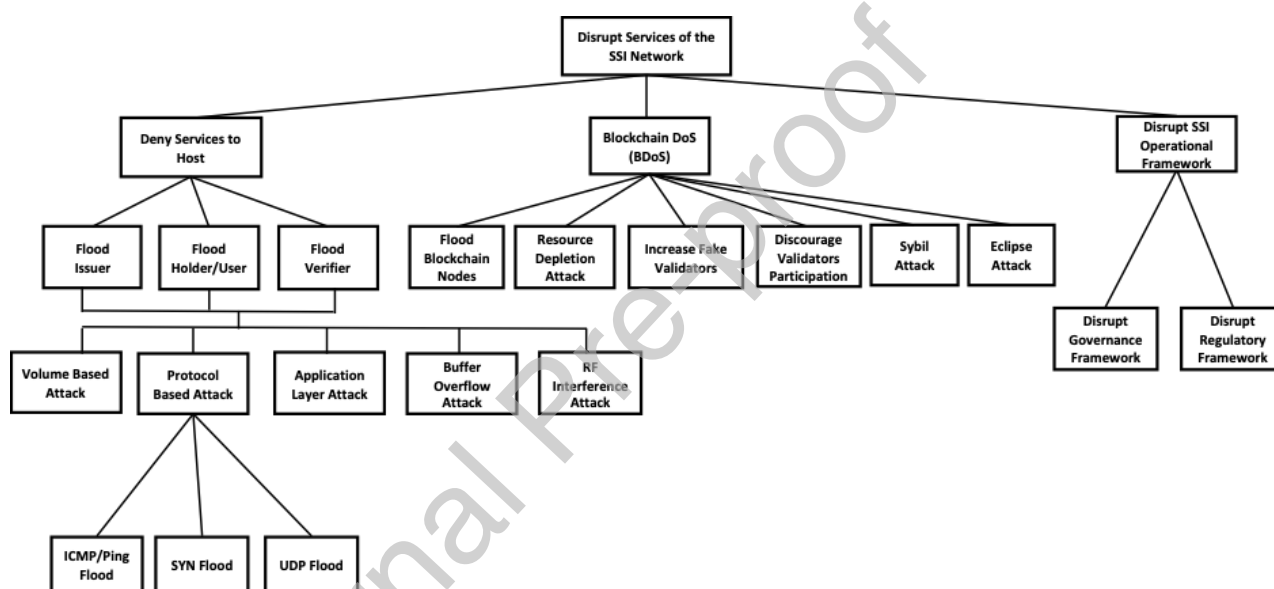 Disrupt Services of the
SSI Network
Deny Services to
Host
Blockchain DoS
(BDoS)
Disrupt SSI
Operational
Framework
Flood
Issuer
Flood
Holder/User
Flood
Verifier
Flood
Blockchain
Nodes
Resource
Depletion
Attack
Increase Fake
Validators
Discourage
Validators
Participation
Sybil
Attack
Eclipse
Attack
Disrupt
Governance
Framework
Disrupt
Regulatory
Framework
Volume Based
Attack
Protocol
Based Attack
Application
Layer Attack
Buffer
Overflow
Attack
RF
Interference
Attack
ICMP/Ping
Flood
SYN Flood
UDP Flood
nal Pre-proof